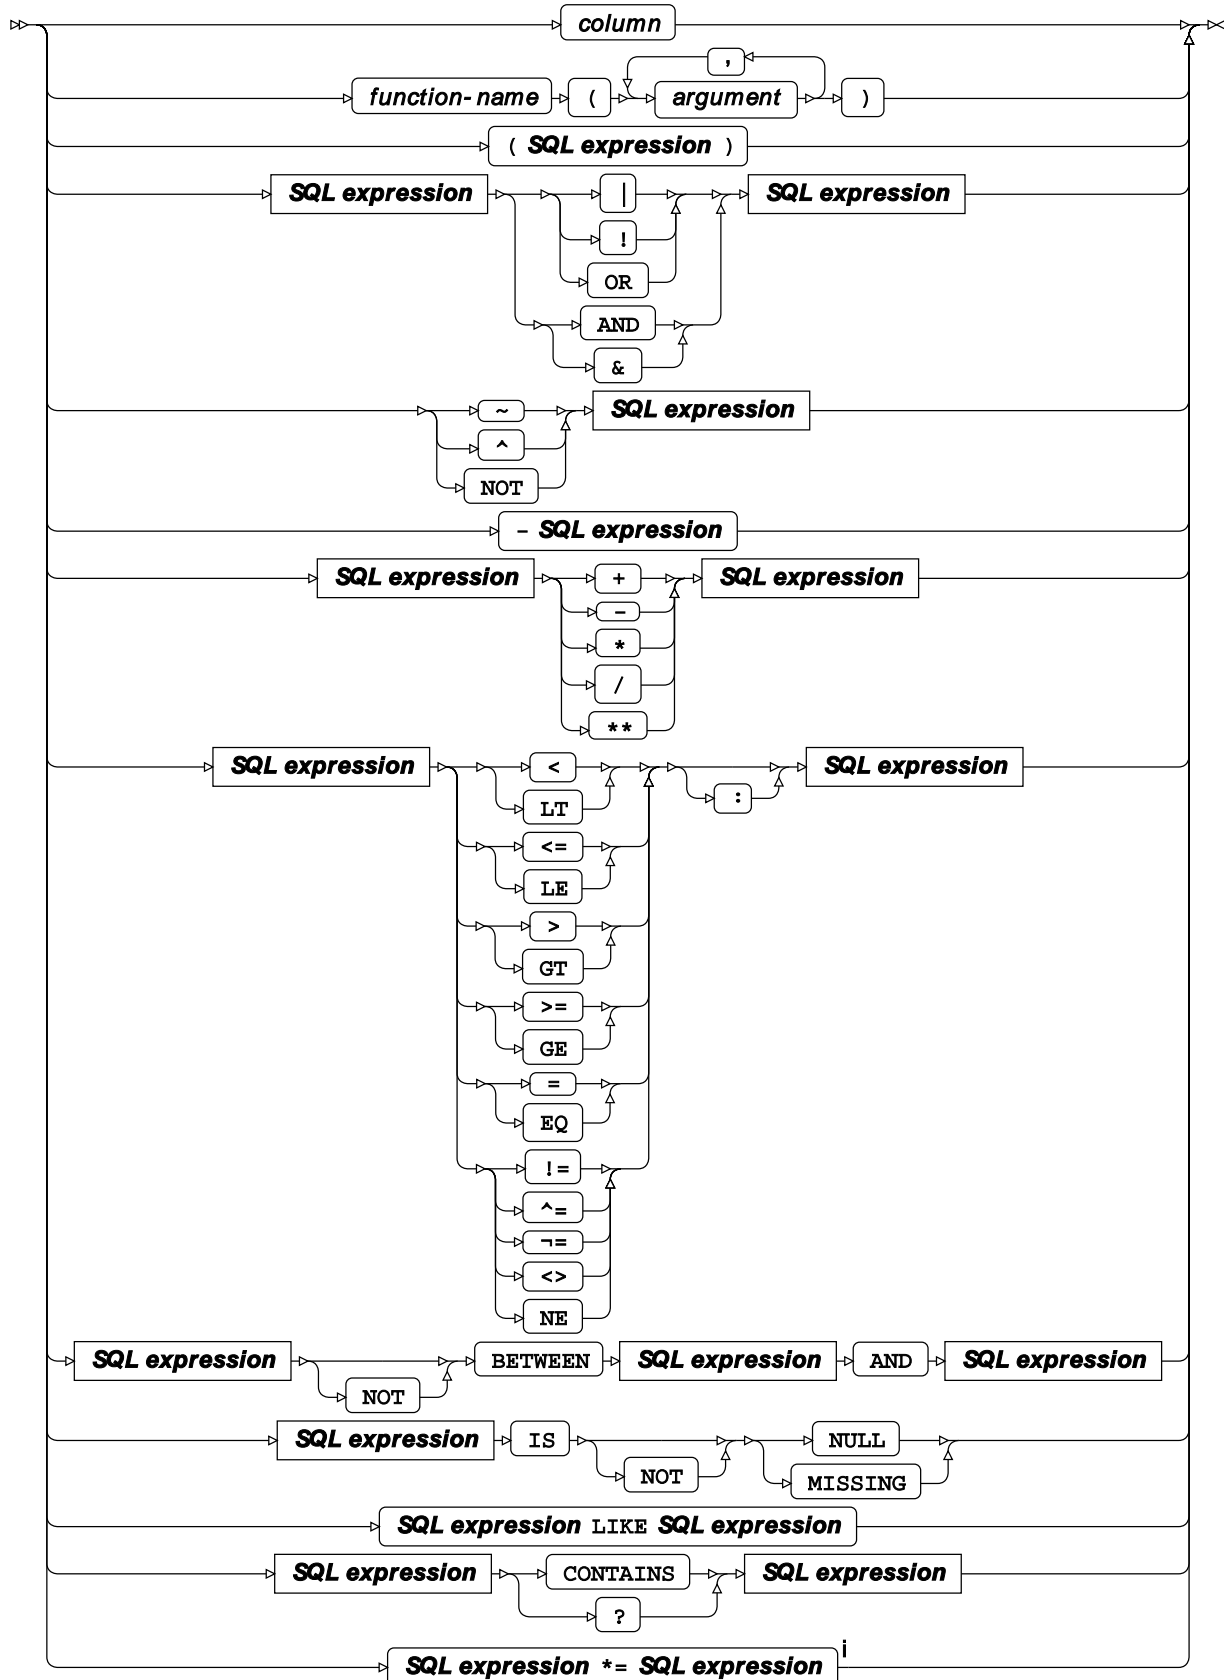 column
,
function-name ( argument )
( SQL expression )
SQL expression | SQL expression
!
OR
AND
&
~ SQL expression
^
NOT
- SQL expression
SQL expression + SQL expression
-
*
/
**
SQL expression < SQL expression
LT :
<=
LE
>
GT
>=
GE
=
EQ
!=
^=
¬=
<>
NE
SQL expression BETWEEN SQL expression AND SQL expression
NOT
SQL expression IS NULL
NOT MISSING
SQL expression LIKE SQL expression
SQL expression CONTAINS SQL expression
?
SQL expression *= SQL expression i